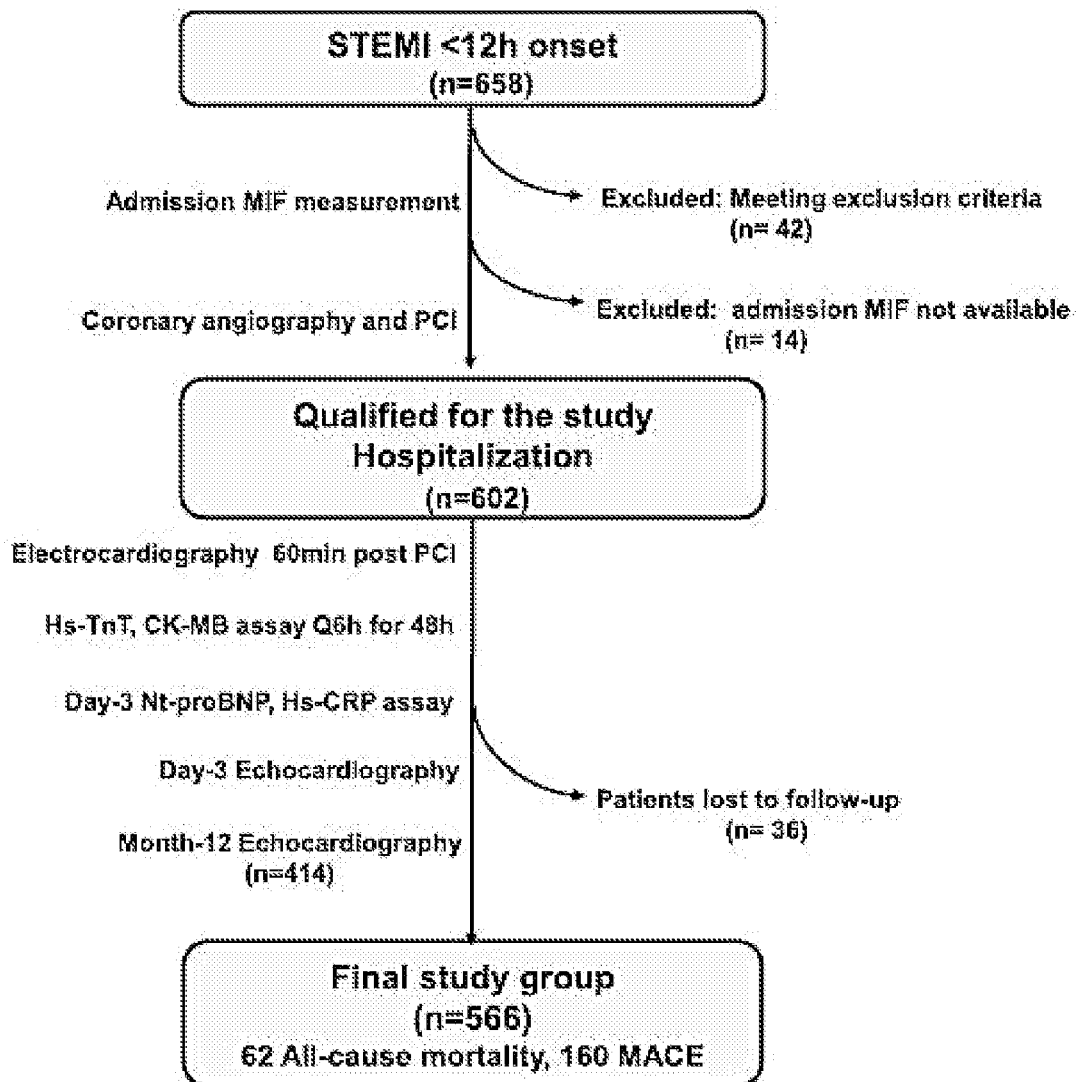 STEMI <12h onset
(n=658)
Admission MIF measurement
Excluded: Meeting exclusion criteria
(n= 42)
Coronary angiography and PCI
Excluded: admission MIF not available
(n= 14)
Qualified for the study
Hospitalization
(n=602)
Electrocardiography 60min post PCI
Hs-TnT, CK-MB assay Q6h for 48h
Day-3 Nt-proBNP, Hs-CRP assay
Day-3 Echocardiography
Patients lost to follow-up
(n= 36)
Month-12 Echocardiography
(n=414)
Final study group
(n=566)
62 All-cause mortality, 160 MACE